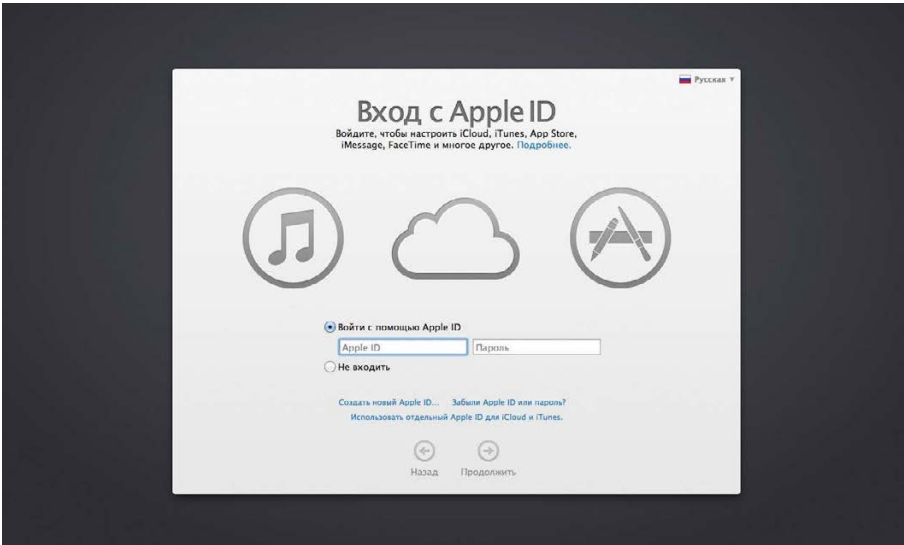 Русская
Вход с Apple ID
Войдите, чтобы настроить iCloud, iTunes, App Store,
iMessage, FaceTime и многое другое. Подробнее.
Войти с помощью Apple ID
Apple ID Пароль
Не входить
Создать новый Apple ID... Забыли Apple ID или пароль?
Использовать отдельный Apple ID для iCloud и iTunes.
Назад Продолжить